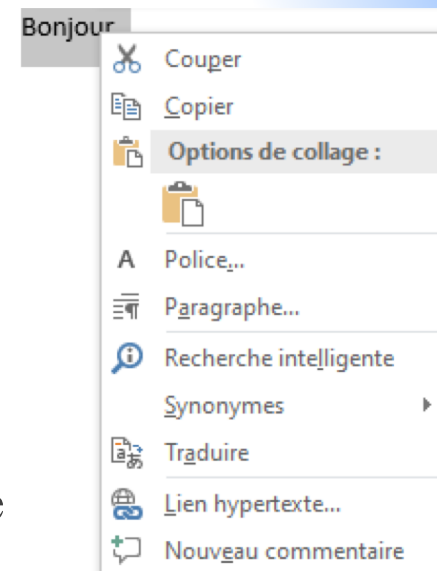 Bonjour
Couper
Copier
Options de collage :
Police...
Paragraphe...
Recherche intelligente
Synonymes
Traduire
Lien hypertexte...
Nouveau commentaire